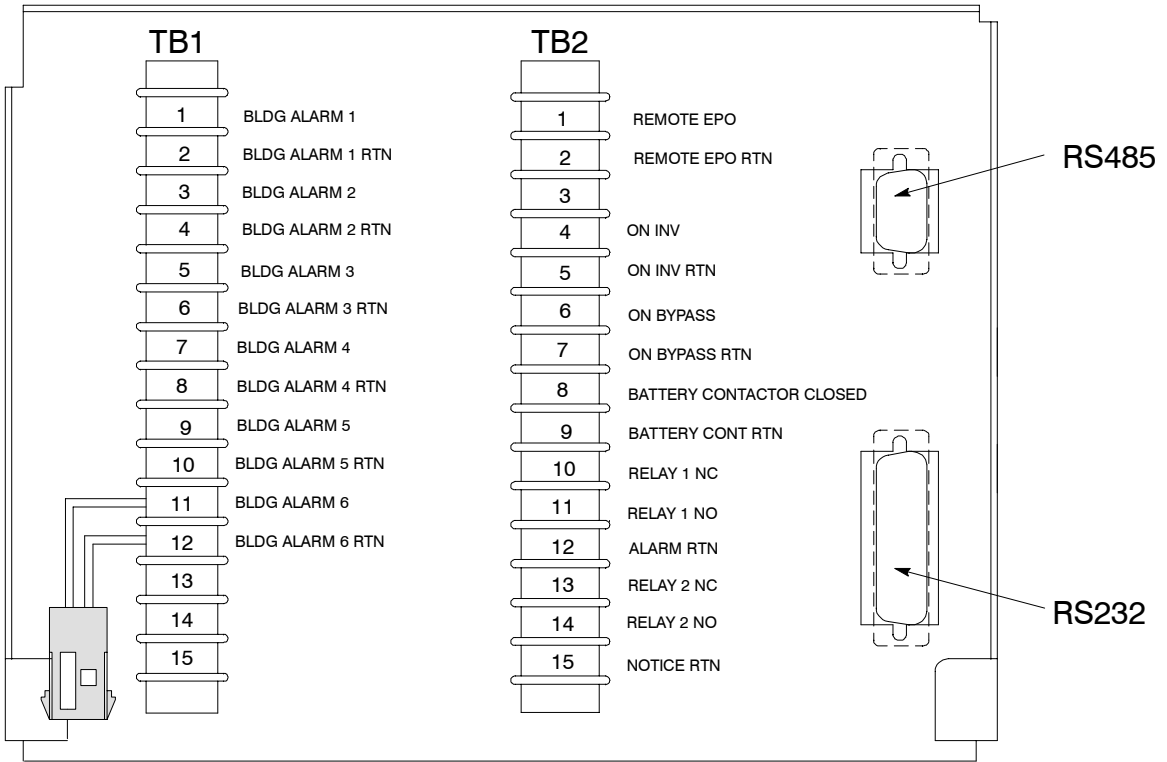 TB1
1 BLDG ALARM 1
2 BLDG ALARM 1 RTN
3 BLDG ALARM 2
4 BLDG ALARM 2 RTN
5 BLDG ALARM 3
6 BLDG ALARM 3 RTN
7 BLDG ALARM 4
8 BLDG ALARM 4 RTN
9 BLDG ALARM 5
10 BLDG ALARM 5 RTN
11 BLDG ALARM 6
12 BLDG ALARM 6 RTN
13
14
15
TB2
1 REMOTE EPO
2 REMOTE EPO RTN
3
4 ON INV
5 ON INV RTN
6 ON BYPASS
7 ON BYPASS RTN
8 BATTERY CONTACTOR CLOSED
9 BATTERY CONT RTN
10 RELAY 1 NC
11 RELAY 1 NO
12 ALARM RTN
13 RELAY 2 NC
14 RELAY 2 NO
15 NOTICE RTN
RS485
RS232